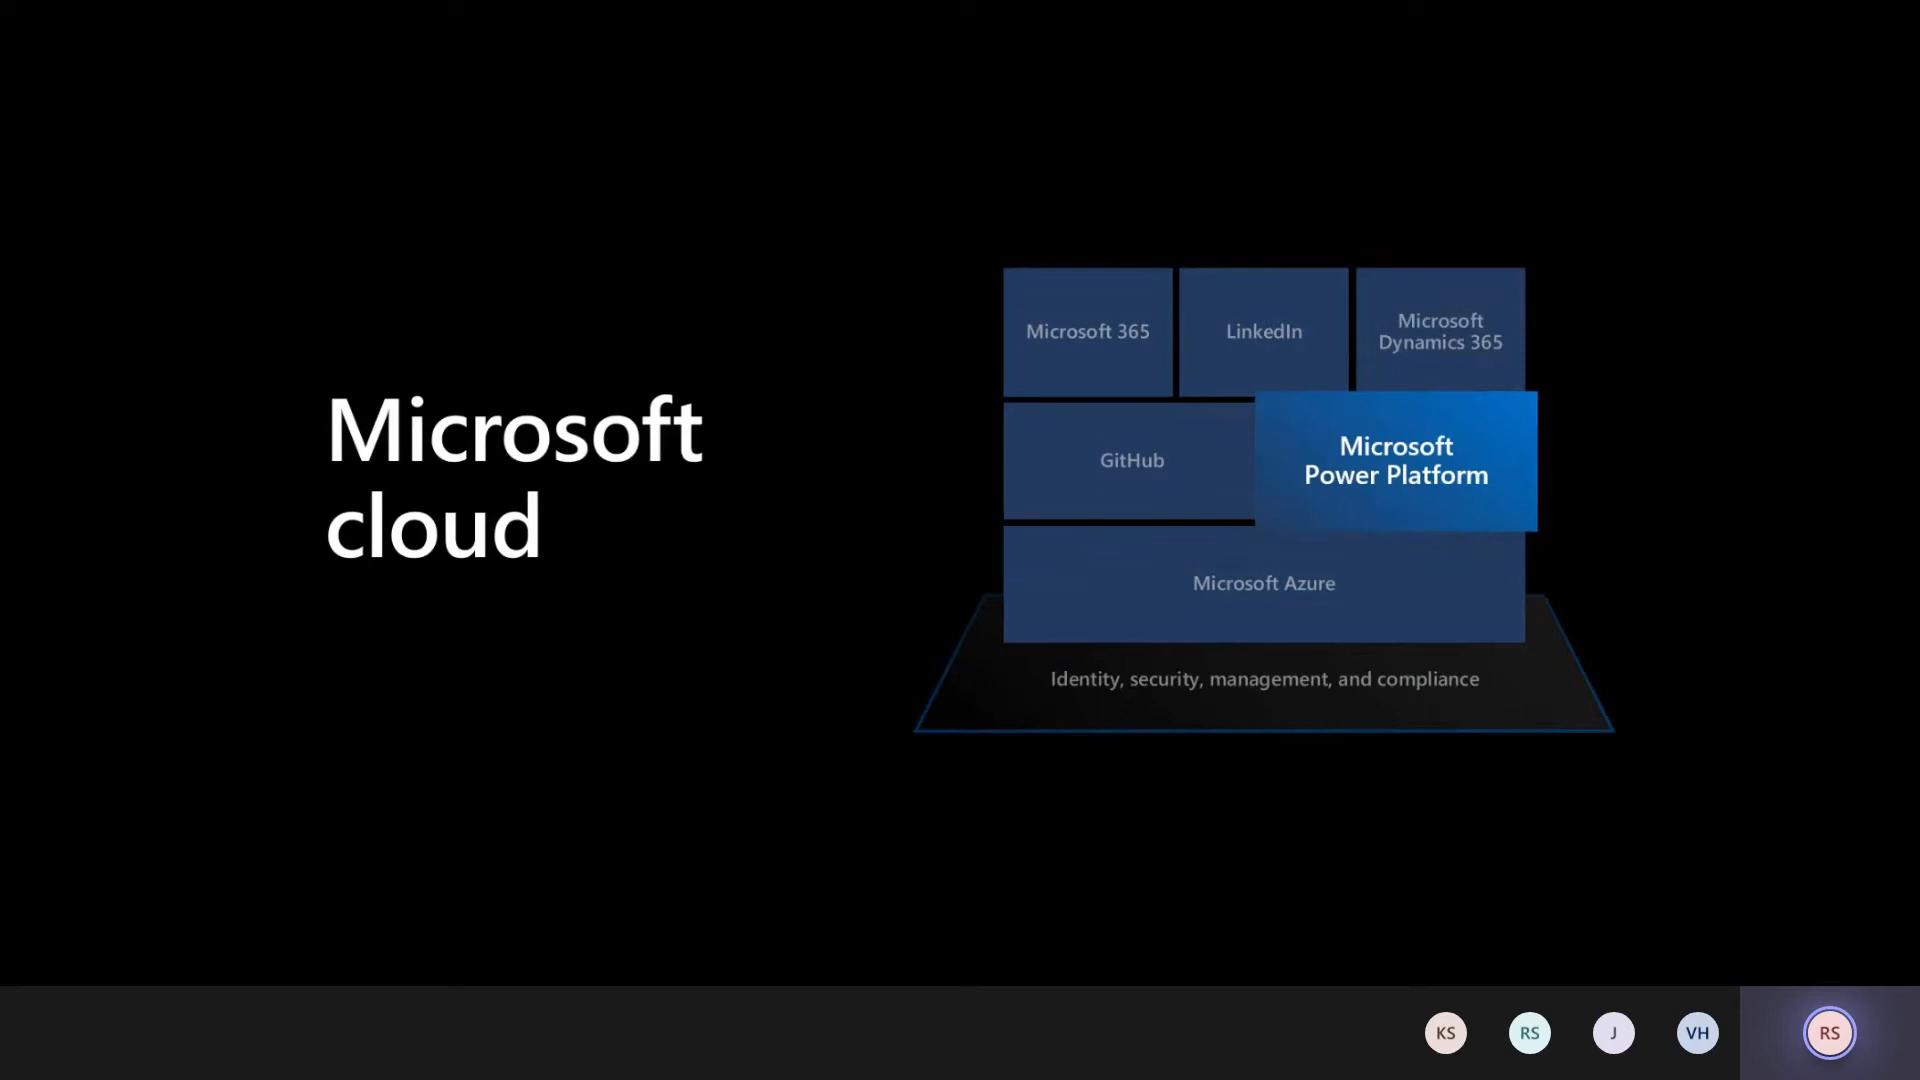 Microsoft
cloud
Microsoft 365
LinkedIn
Microsoft
Dynamics 365
GitHub
Microsoft
Power Platform
Microsoft Azure
Identity, security, management, and compliance
KS
RS
J
VH
RS